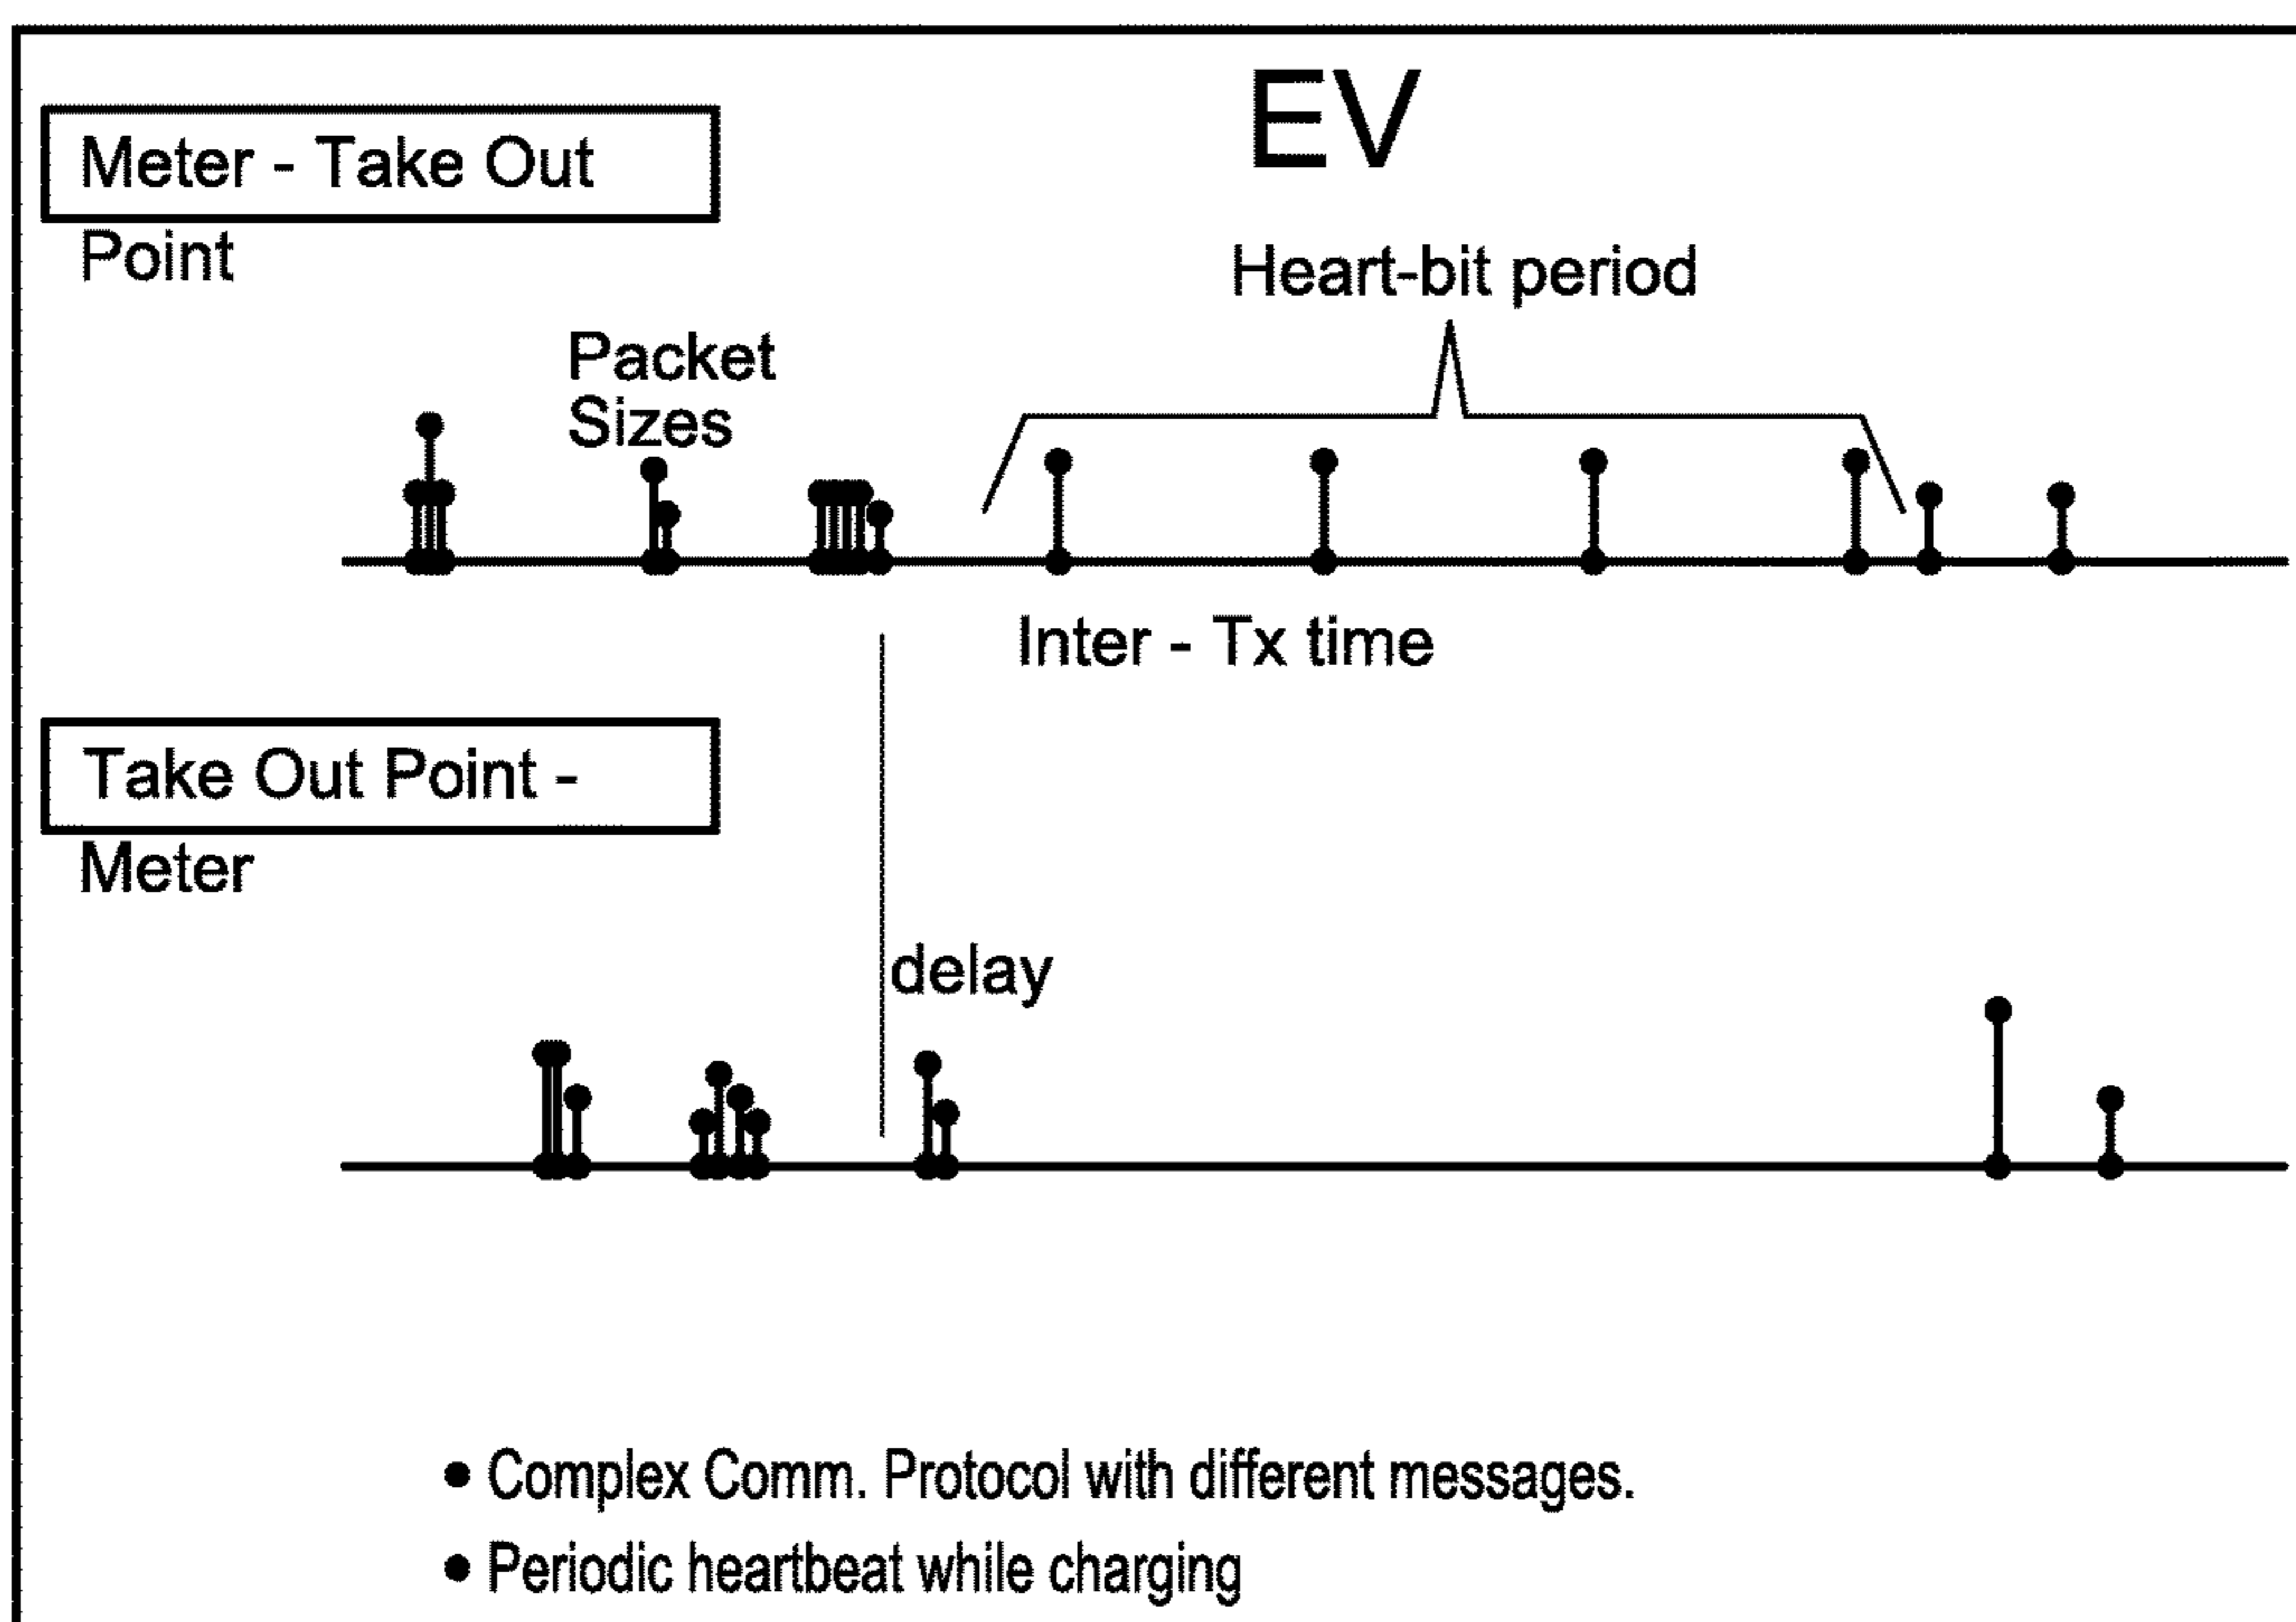 EV
Meter - Take Out
Point
Heart-bit period
Packet
Sizes
Inter - Tx time
Take Out Point -
Meter
delay
• Complex Comm. Protocol with different messages.
• Periodic heartbeat while charging